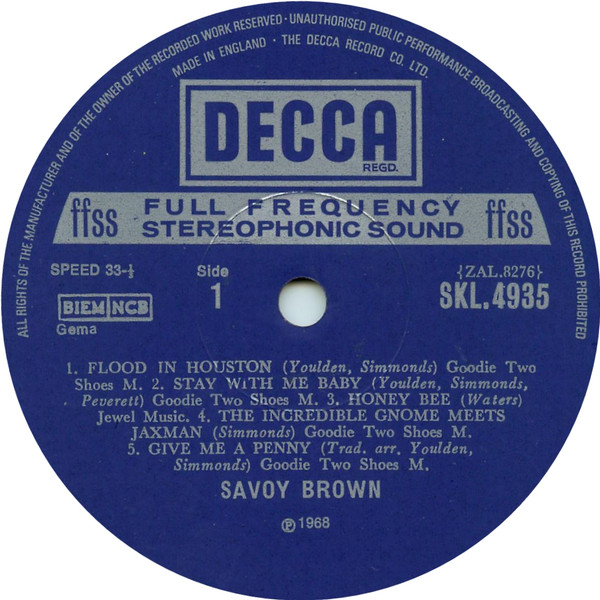 ALL RIGHTS OF THE MANUFACTURER AND OF THE OWNER OF THE RECORDED WORK RESERVED · UNAUTHORISED PUBLIC PERFORMANCE BROADCASTING AND COPYING OF THIS RECORD PROHIBITED
MADE IN ENGLAND · THE DECCA RECORD CO. LTD.
DECCA
REGD.
ffss FULL FREQUENCY ffss
STEREOPHONIC SOUND
SPEED 33-⅓ Side {ZAL.8276}
1 SKL.4935
BIEM NCB
Gema
1. FLOOD IN HOUSTON (Youlden, Simmonds) Goodie Two
Shoes M. 2. STAY WiTH ME BABY (Youlden, Simmonds,
Peverett) Goodie Two Shoes M. 3. HONEY BEE (Waters)
Jewel Music. 4. THE INCREDIBLE GNOME MEETS
JAXMAN (Simmonds) Goodie Two Shoes M.
5. GIVE ME A PENNY (Trad. arr. Youlden,
Simmonds) Goodie Two Shoes M.
SAVOY BROWN
℗ 1968